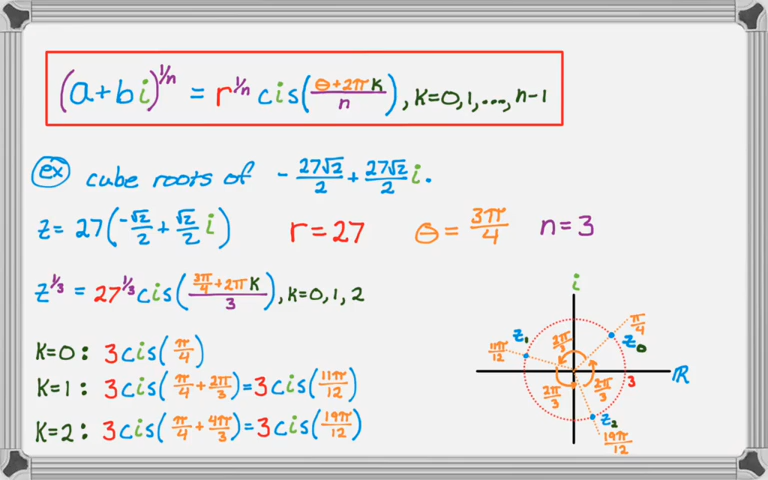 (a+bi)^(1/n) = r^(1/n) cis((θ+2πk)/n), k=0,1,...,n-1
ex cube roots of -27√2/2 + 27√2/2 i.
z = 27(-√2/2 + √2/2 i) r=27 θ=3π/4 n=3
z^(1/3) = 27^(1/3) cis((3π/4+2πk)/3), k=0,1,2
k=0: 3cis(π/4)
k=1: 3cis(π/4+2π/3)=3cis(11π/12)
k=2: 3cis(π/4+4π/3)=3cis(19π/12)
i
π/4
z₁
z₀
2π/3
11π/12
ℝ
3
2π/3
2π/3
z₂
19π/12